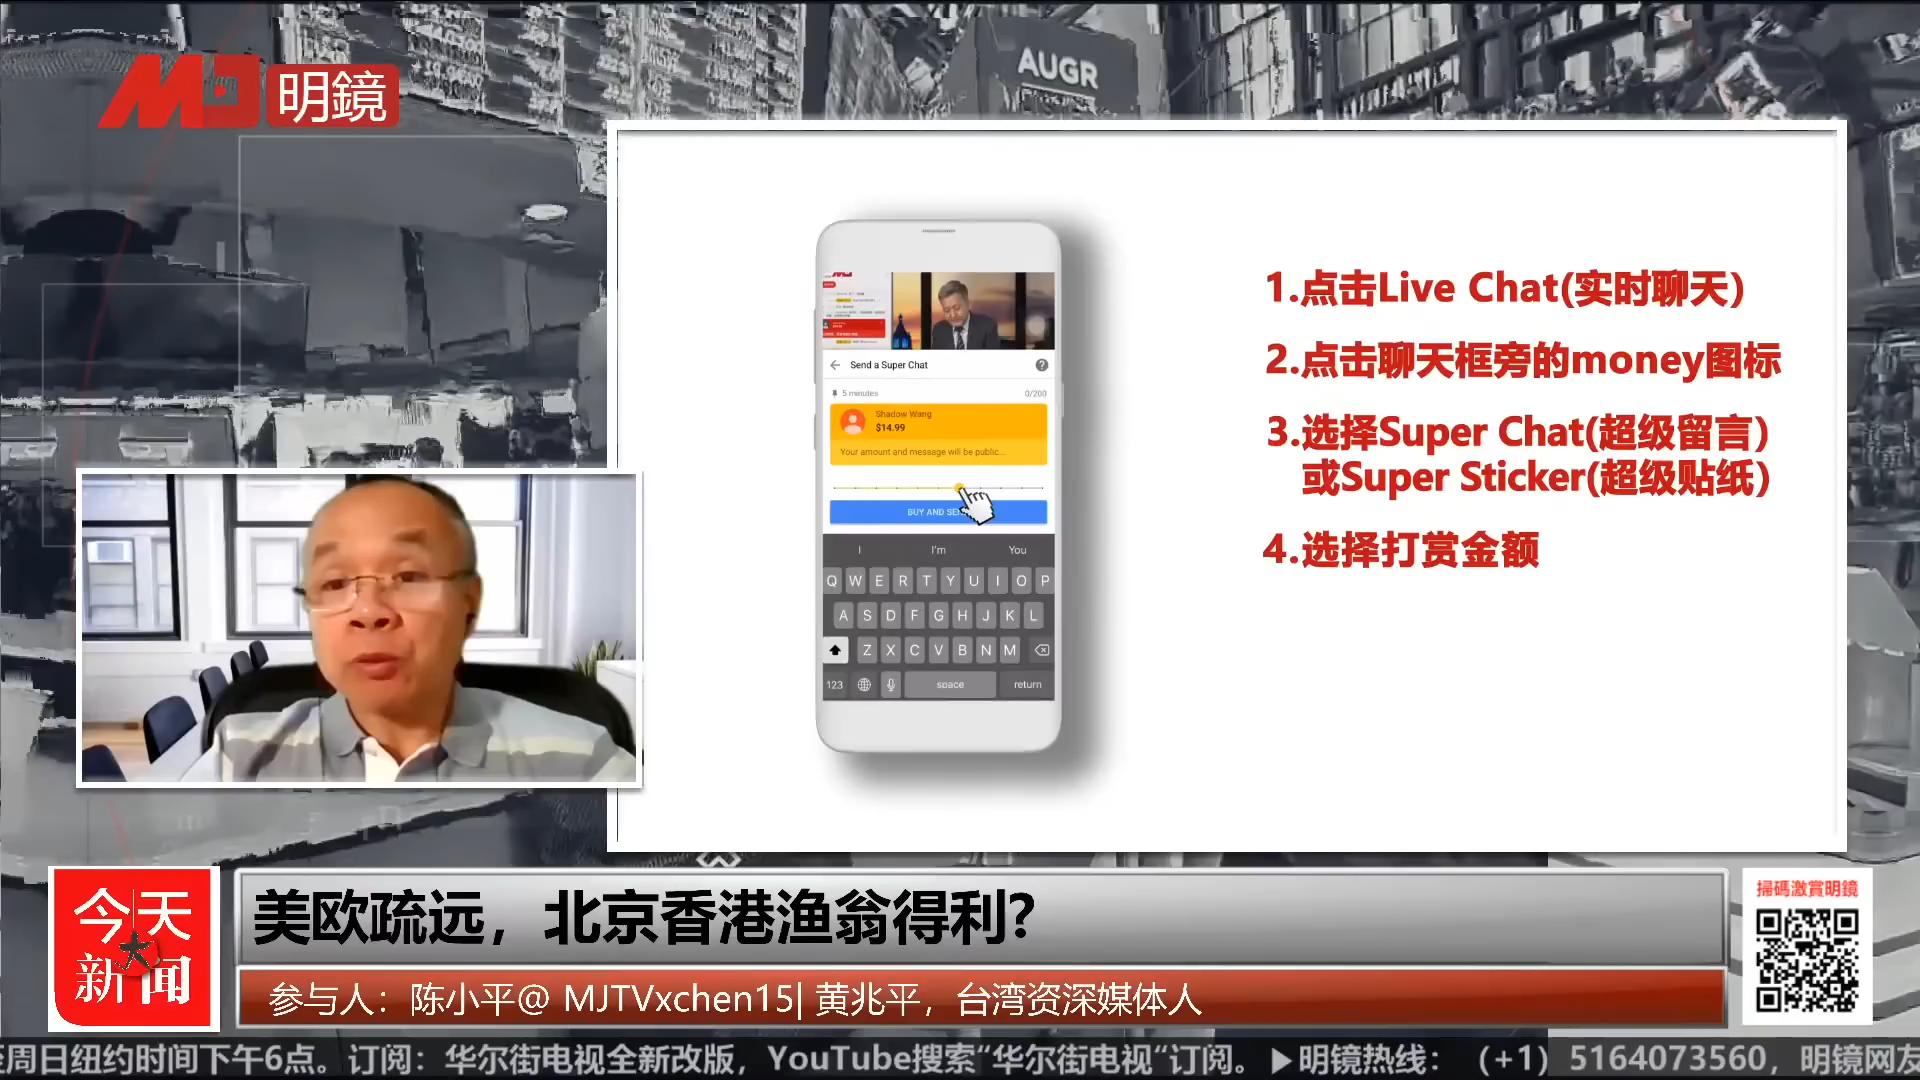 AUGR
MJ 明鏡
1.点击Live Chat(实时聊天)
2.点击聊天框旁的money图标
3.选择Super Chat(超级留言)
或Super Sticker(超级贴纸)
4.选择打赏金额
Send a Super Chat
5 minutes 0/200
Shadow Wang
$14.99
Your amount and message will be public...
BUY AND SEN
I I'm You
Q W E R T Y U I O P
A S D F G H J K L
Z X C V B N M
123 space return
今天
大
新闻
美欧疏远，北京香港渔翁得利?
参与人：陈小平@ MJTVxchen15| 黄兆平，台湾资深媒体人
掃碼激賞明鏡
至周日纽约时间下午6点。订阅：华尔街电视全新改版，YouTube搜索“华尔街电视“订阅。▶明镜热线：（+1）5164073560，明镜网友